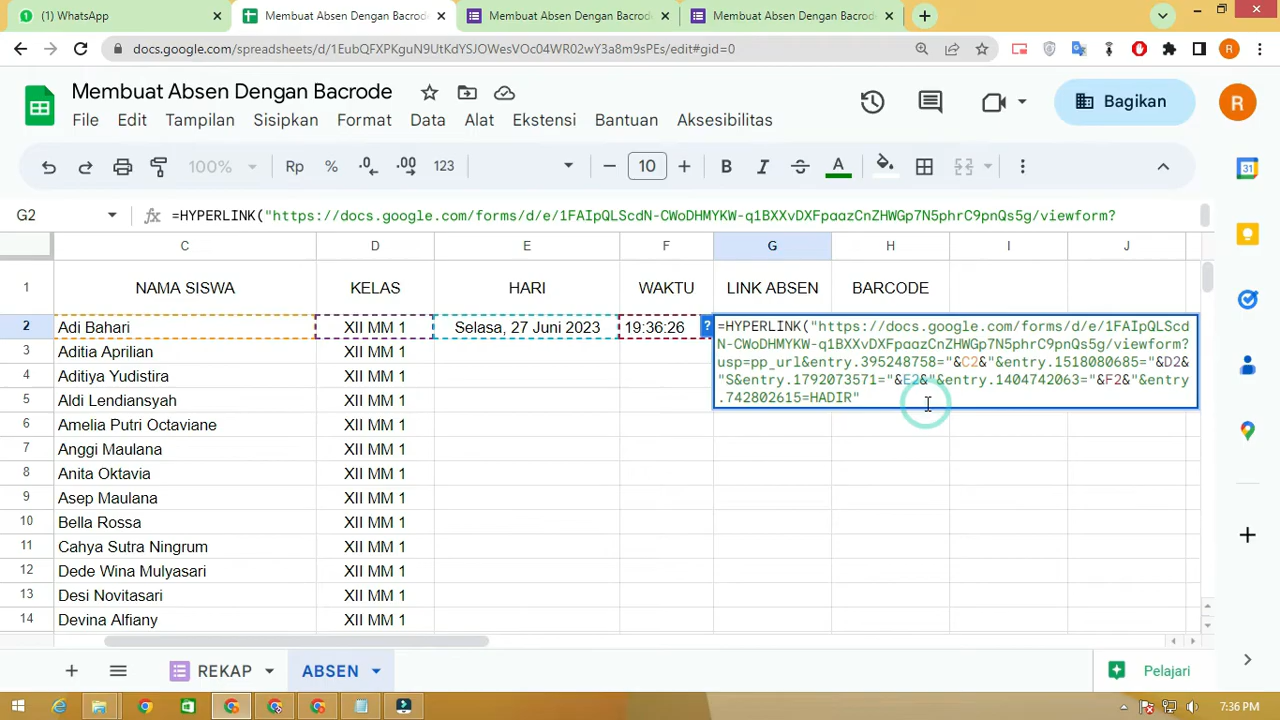 (1) WhatsApp
Membuat Absen Dengan Bacrode
Membuat Absen Dengan Bacrode
Membuat Absen Dengan Bacrode
docs.google.com/spreadsheets/d/1EubQFXPKguN9UtKdYSJOWesVOc04WR02wY3a8m9sPEs/edit#gid=0
R
Membuat Absen Dengan Bacrode
Bagikan
R
File Edit Tampilan Sisipan Format Data Alat Ekstensi Bantuan Aksesibilitas
100% Rp % .0 .00 123 10 B I S A
31
G2 fx =HYPERLINK("https://docs.google.com/forms/d/e/1FAIpQLScdN-CWoDHMYKW-q1BXXvDXFpaazCnZHWGp7N5phrC9pnQs5g/viewform?
C D E F G H I J
1 NAMA SISWA KELAS HARI WAKTU LINK ABSEN BARCODE
2 Adi Bahari XII MM 1 Selasa, 27 Juni 2023 19:36:26 ?
=HYPERLINK("https://docs.google.com/forms/d/e/1FAIpQLScd
N-CWoDHMYKW-q1BXXvDXFpaazCnZHWGp7N5phrC9pnQs5g/viewform?
usp=pp_url&entry.395248758="&C2&"&entry.1518080685="&D2&
"S&entry.1792073571="&E2&"&entry.1404742063="&F2&"&entry
.742802615=HADIR"
3 Aditia Aprilian XII MM 1
4 Aditiya Yudistira XII MM 1
5 Aldi Lendiansyah XII MM 1
6 Amelia Putri Octaviane XII MM 1
7 Anggi Maulana XII MM 1
8 Anita Oktavia XII MM 1
9 Asep Maulana XII MM 1
10 Bella Rossa XII MM 1
11 Cahya Sutra Ningrum XII MM 1
12 Dede Wina Mulyasari XII MM 1
13 Desi Novitasari XII MM 1
14 Devina Alfiany XII MM 1
REKAP ABSEN Pelajari
7:36 PM